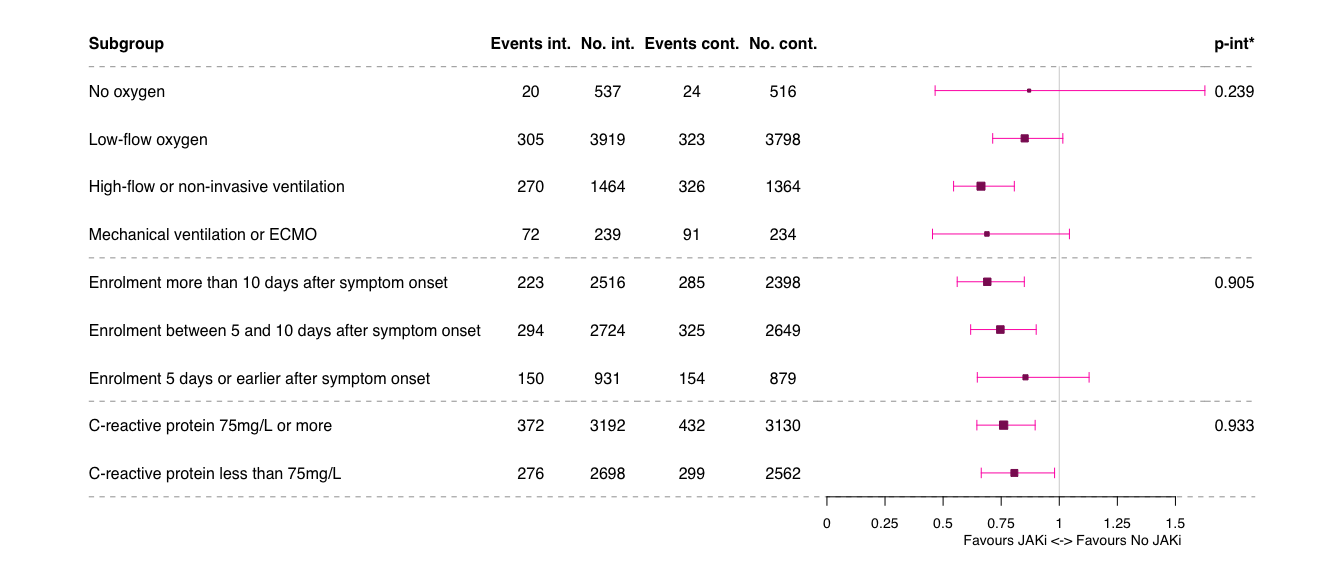 Subgroup Events int. No. int. Events cont. No. cont. p-int*
No oxygen 20 537 24 516 0.239
Low-flow oxygen 305 3919 323 3798
High-flow or non-invasive ventilation 270 1464 326 1364
Mechanical ventilation or ECMO 72 239 91 234
Enrolment more than 10 days after symptom onset 223 2516 285 2398 0.905
Enrolment between 5 and 10 days after symptom onset 294 2724 325 2649
Enrolment 5 days or earlier after symptom onset 150 931 154 879
C-reactive protein 75mg/L or more 372 3192 432 3130 0.933
C-reactive protein less than 75mg/L 276 2698 299 2562
0 0.25 0.5 0.75 1 1.25 1.5
Favours JAKi <-> Favours No JAKi